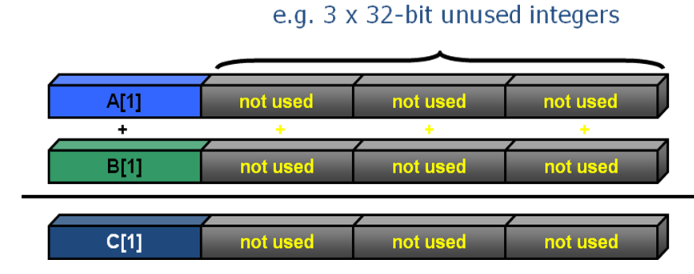 e.g. 3 x 32-bit unused integers
A[1] not used not used not used
+ + + +
B[1] not used not used not used
C[1] not used not used not used